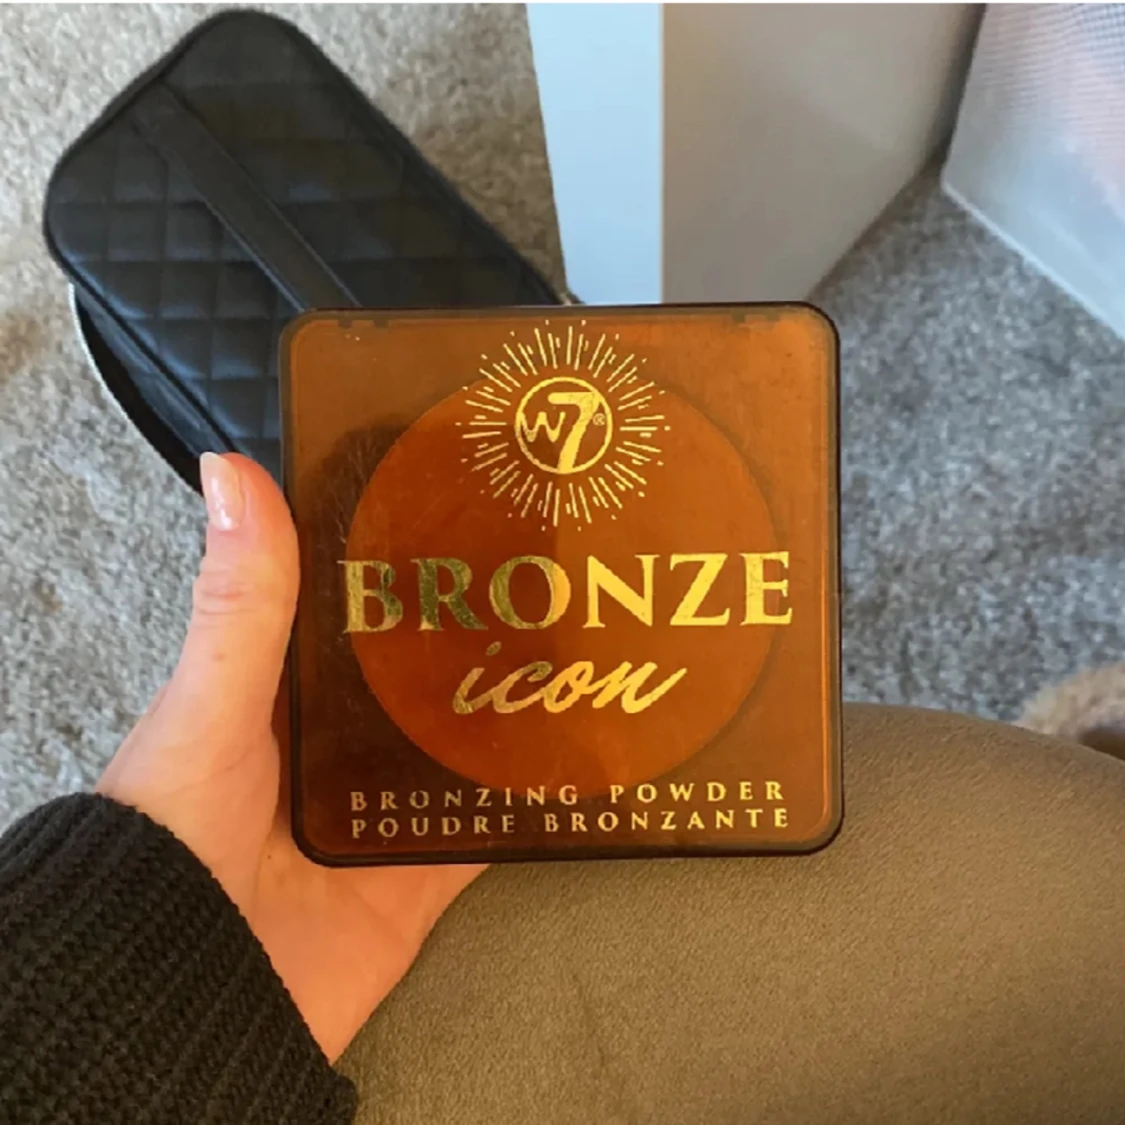 W7®
BRONZE
icon
BRONZING POWDER
POUDRE BRONZANTE